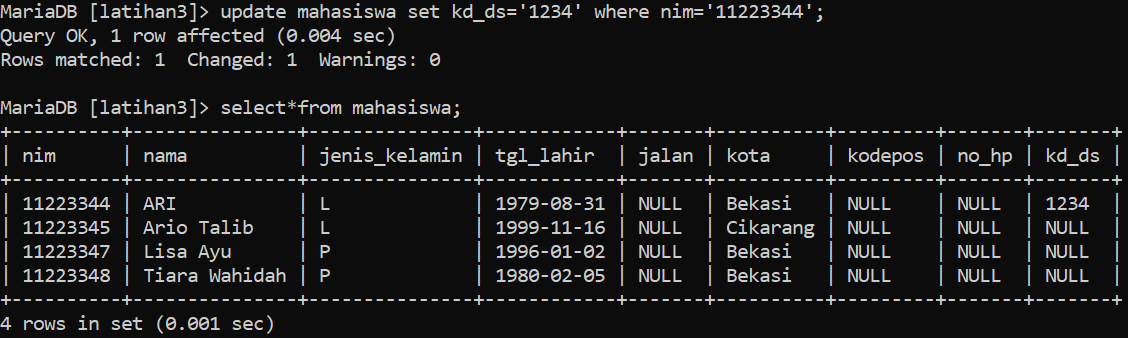 MariaDB [latihan3]> update mahasiswa set kd_ds='1234' where nim='11223344';
Query OK, 1 row affected (0.004 sec)
Rows matched: 1  Changed: 1  Warnings: 0

MariaDB [latihan3]> select*from mahasiswa;
+----------+---------------+---------------+------------+-------+----------+---------+-------+-------+
| nim      | nama          | jenis_kelamin | tgl_lahir  | jalan | kota     | kodepos | no_hp | kd_ds |
+----------+---------------+---------------+------------+-------+----------+---------+-------+-------+
| 11223344 | ARI           | L             | 1979-08-31 | NULL  | Bekasi   | NULL    | NULL  | 1234  |
| 11223345 | Ario Talib    | L             | 1999-11-16 | NULL  | Cikarang | NULL    | NULL  | NULL  |
| 11223347 | Lisa Ayu      | P             | 1996-01-02 | NULL  | Bekasi   | NULL    | NULL  | NULL  |
| 11223348 | Tiara Wahidah | P             | 1980-02-05 | NULL  | Bekasi   | NULL    | NULL  | NULL  |
+----------+---------------+---------------+------------+-------+----------+---------+-------+-------+
4 rows in set (0.001 sec)